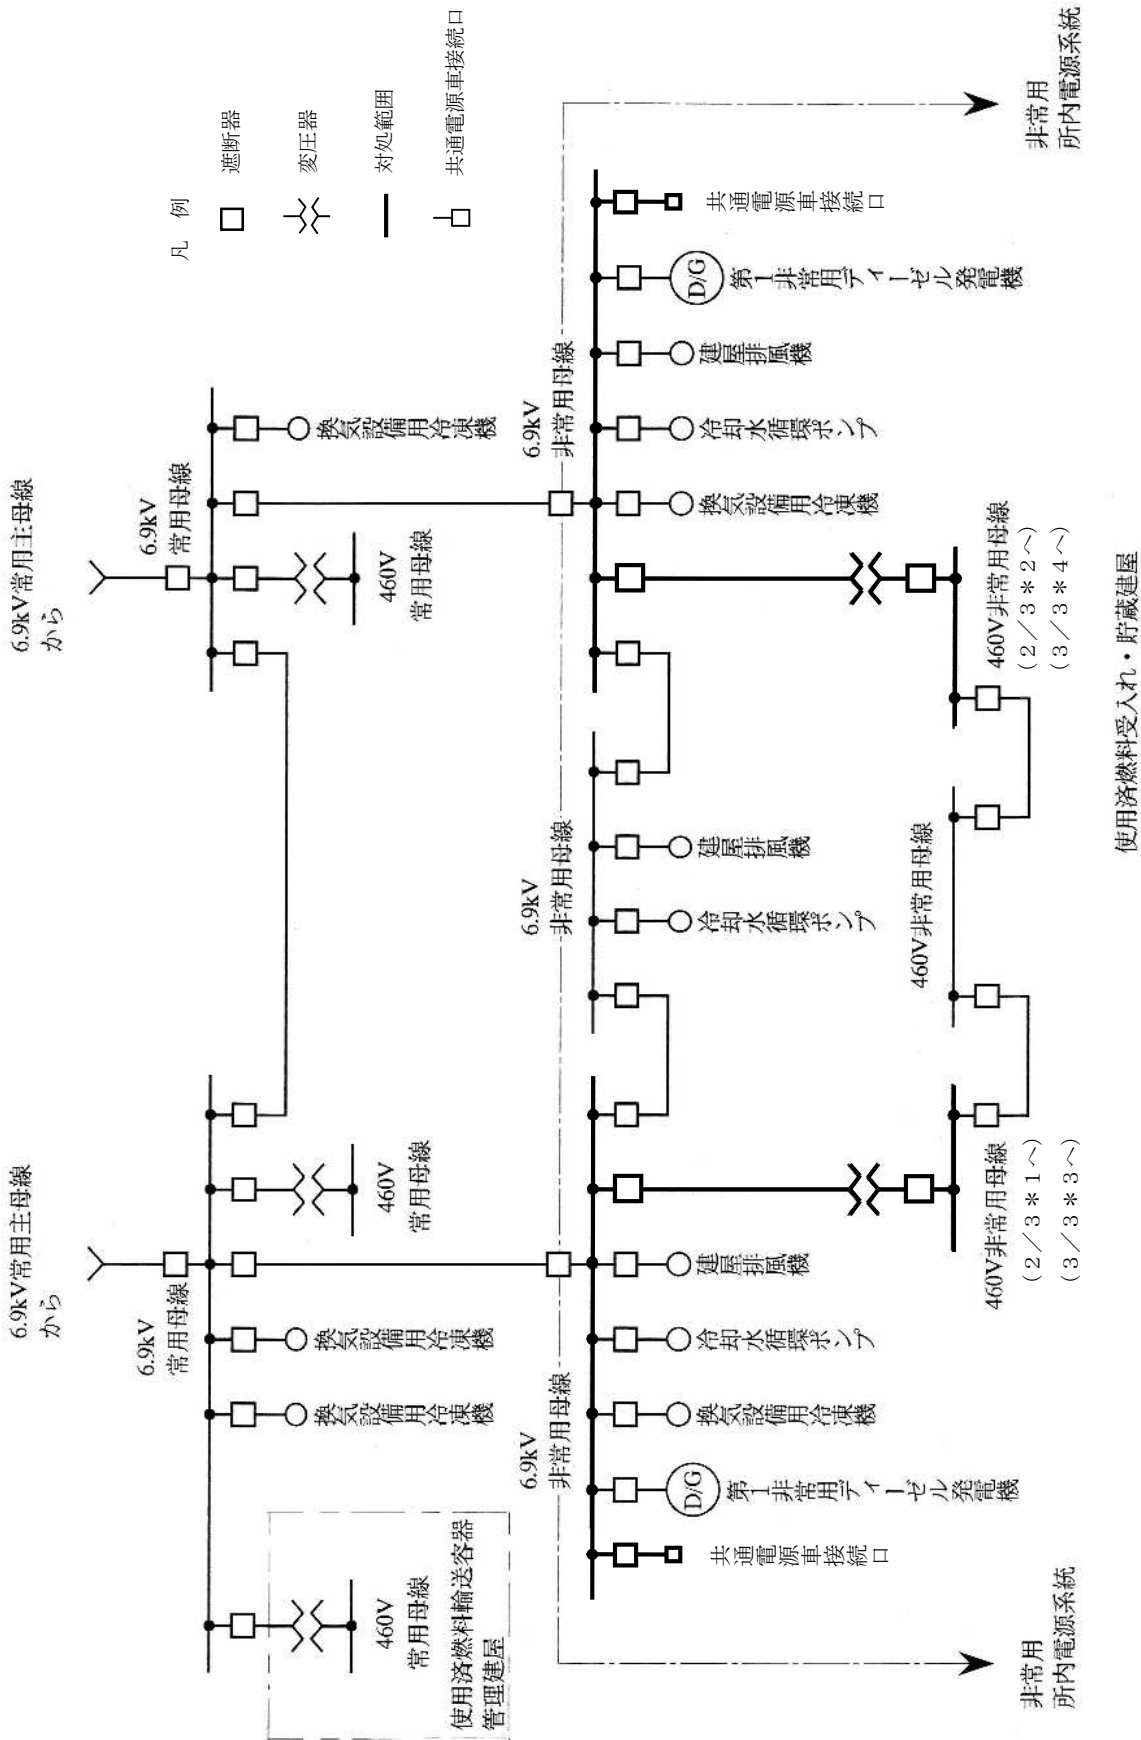 6.9kV常用主母線
から
6.9kV常用主母線
から
凡　例
遮断器
変圧器
対処範囲
共通電源車接続口
6.9kV
常用母線
6.9kV
常用母線
換気設備用冷凍機
換気設備用冷凍機
460V
常用母線
460V
常用母線
換気設備用冷凍機
460V
常用母線
使用済燃料輸送容器
管理建屋
6.9kV
非常用母線
6.9kV
非常用母線
6.9kV
非常用母線
共通電源車接続口
D/G
第1非常用ディーゼル発電機
換気設備用冷凍機
冷却水循環ポンプ
建屋排風機
冷却水循環ポンプ
建屋排風機
換気設備用冷凍機
冷却水循環ポンプ
建屋排風機
D/G
第1非常用ディーゼル発電機
共通電源車接続口
460V非常用母線
(2/3*1へ)
(3/3*3へ)
460V非常用母線
460V非常用母線
(2/3*2へ)
(3/3*4へ)
非常用
所内電源系統
非常用
所内電源系統
使用済燃料受入れ・貯蔵建屋